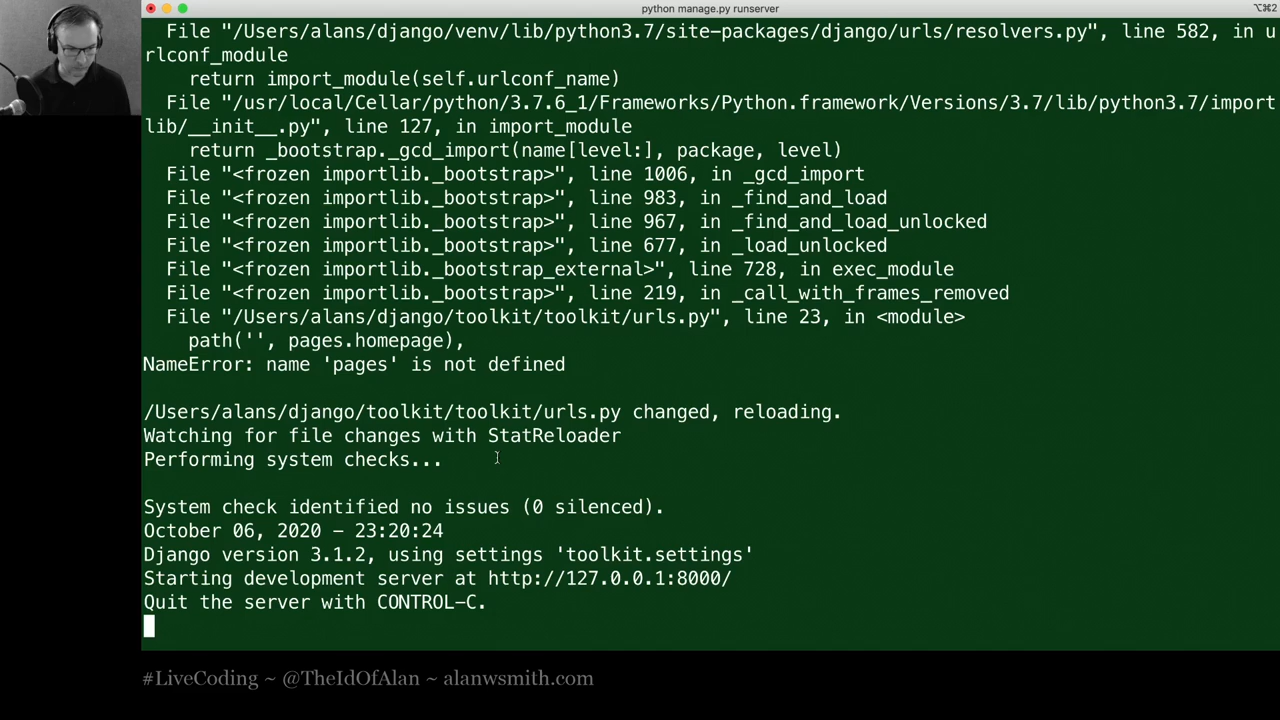 python manage.py runserver
⌥⌘2
File "/Users/alans/django/venv/lib/python3.7/site-packages/django/urls/resolvers.py", line 582, in u
rlconf_module
return import_module(self.urlconf_name)
File "/usr/local/Cellar/python/3.7.6_1/Frameworks/Python.framework/Versions/3.7/lib/python3.7/import
lib/__init__.py", line 127, in import_module
return _bootstrap._gcd_import(name[level:], package, level)
File "<frozen importlib._bootstrap>", line 1006, in _gcd_import
File "<frozen importlib._bootstrap>", line 983, in _find_and_load
File "<frozen importlib._bootstrap>", line 967, in _find_and_load_unlocked
File "<frozen importlib._bootstrap>", line 677, in _load_unlocked
File "<frozen importlib._bootstrap_external>", line 728, in exec_module
File "<frozen importlib._bootstrap>", line 219, in _call_with_frames_removed
File "/Users/alans/django/toolkit/toolkit/urls.py", line 23, in <module>
path('', pages.homepage),
NameError: name 'pages' is not defined
/Users/alans/django/toolkit/toolkit/urls.py changed, reloading.
Watching for file changes with StatReloader
Performing system checks...
System check identified no issues (0 silenced).
October 06, 2020 - 23:20:24
Django version 3.1.2, using settings 'toolkit.settings'
Starting development server at http://127.0.0.1:8000/
Quit the server with CONTROL-C.
#LiveCoding ~ @TheIdOfAlan ~ alanwsmith.com